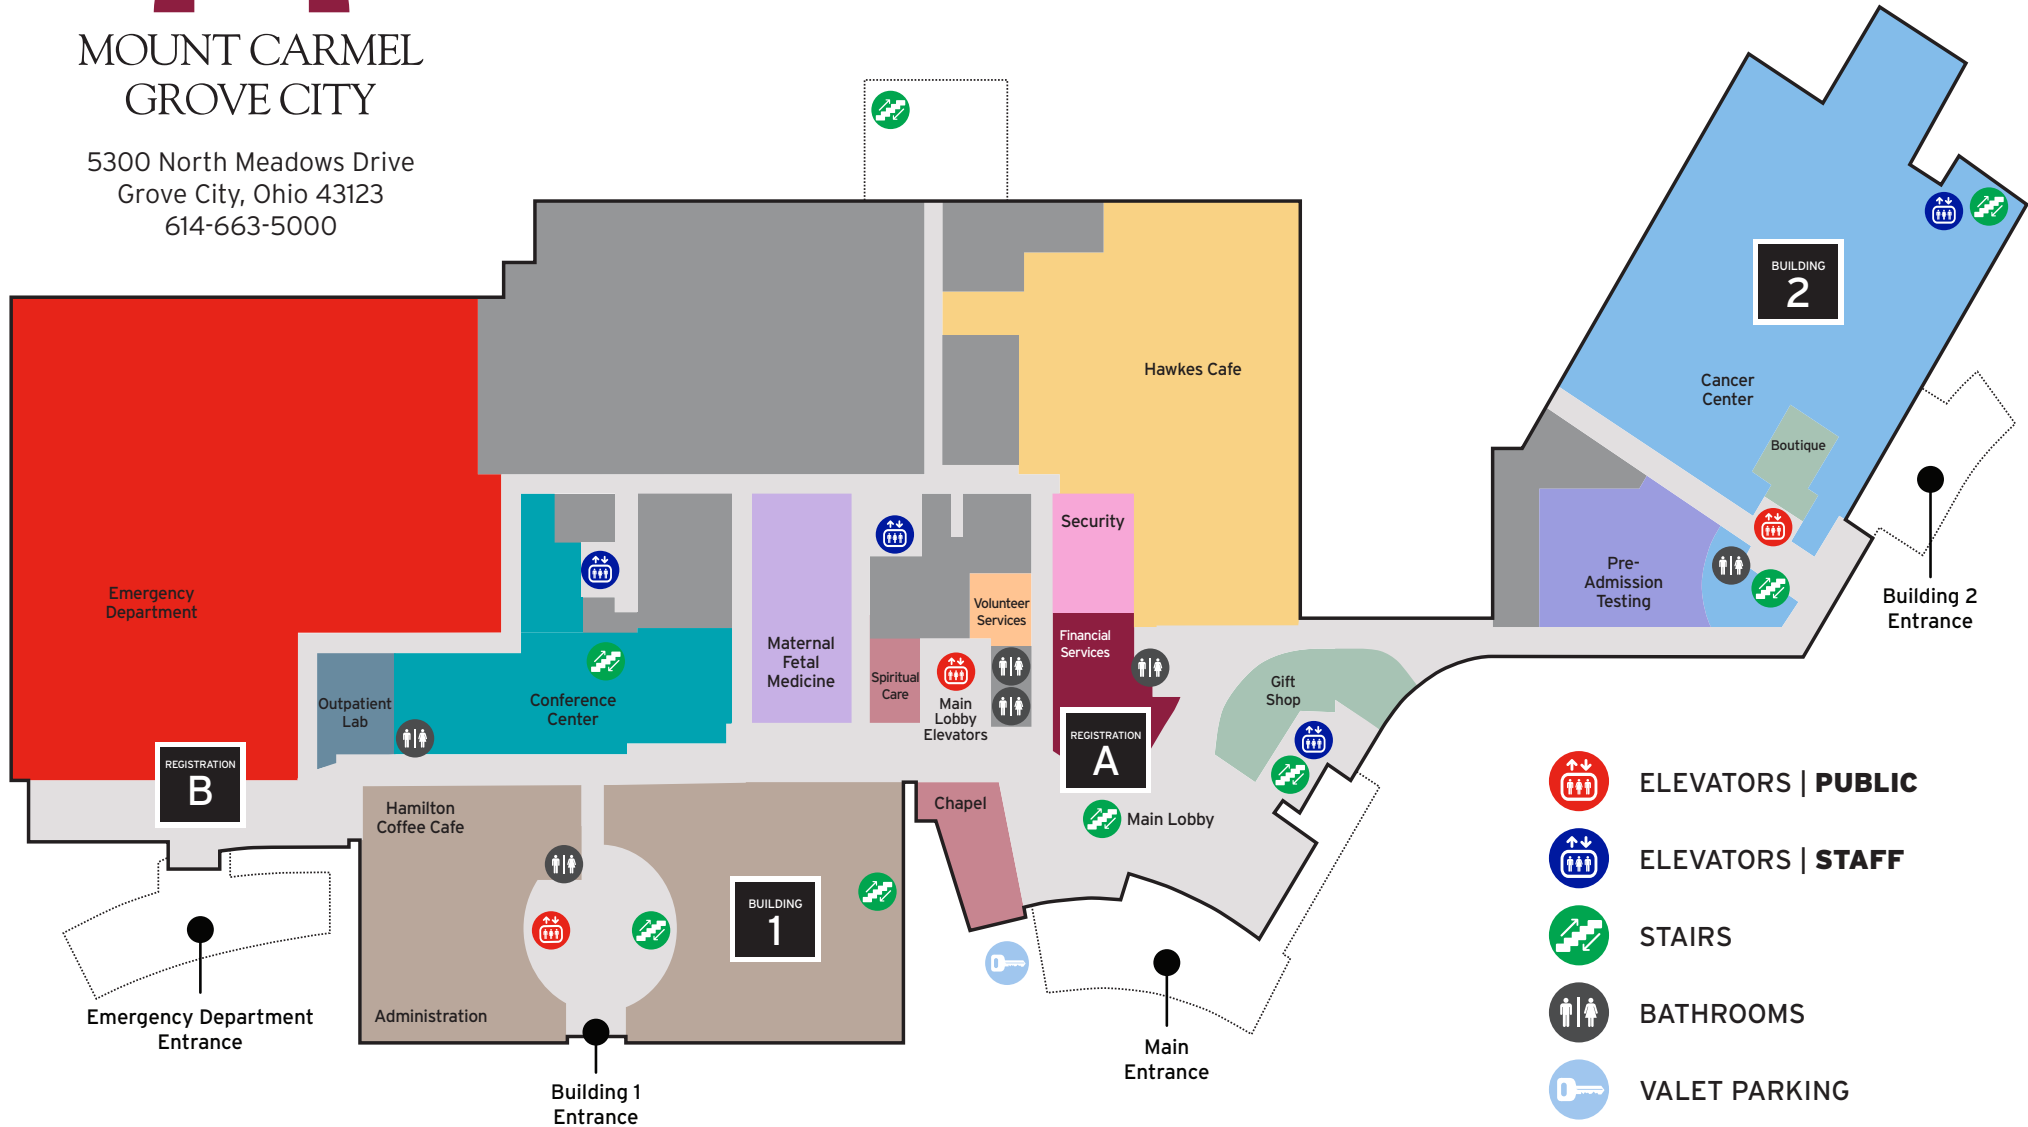 MOUNT CARMEL
GROVE CITY
5300 North Meadows Drive
Grove City, Ohio 43123
614-663-5000
BUILDING
2
Hawkes Cafe
Cancer
Center
Boutique
Security
Emergency
Department
Pre-
Admission
Testing
Building 2
Entrance
Volunteer
Services
Financial
Services
Maternal
Fetal
Medicine
Spiritual
Care
Main
Lobby
Elevators
Outpatient
Lab
Conference
Center
Gift
Shop
REGISTRATION
A
REGISTRATION
B
Hamilton
Coffee Cafe
Chapel
Main Lobby
BUILDING
1
Administration
Emergency Department
Entrance
Building 1
Entrance
Main
Entrance
ELEVATORS | PUBLIC
ELEVATORS | STAFF
STAIRS
BATHROOMS
VALET PARKING